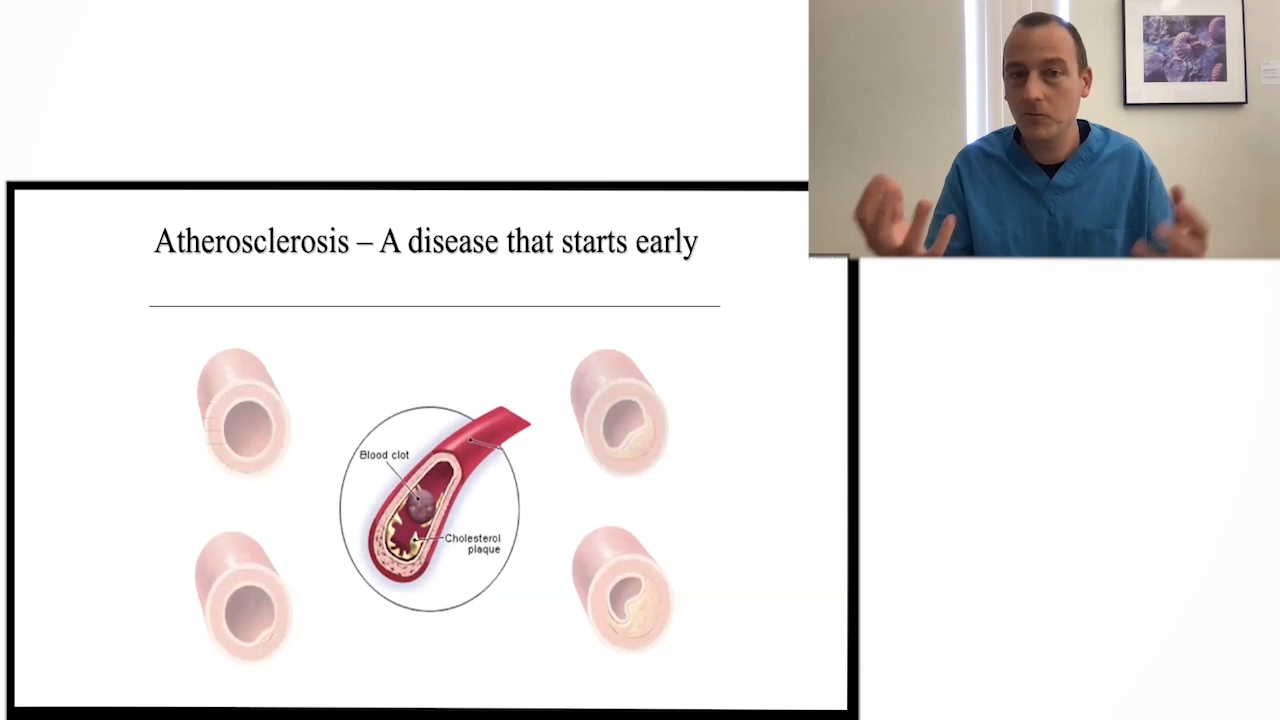 Atherosclerosis – A disease that starts early
Blood clot
Cholesterol
plaque